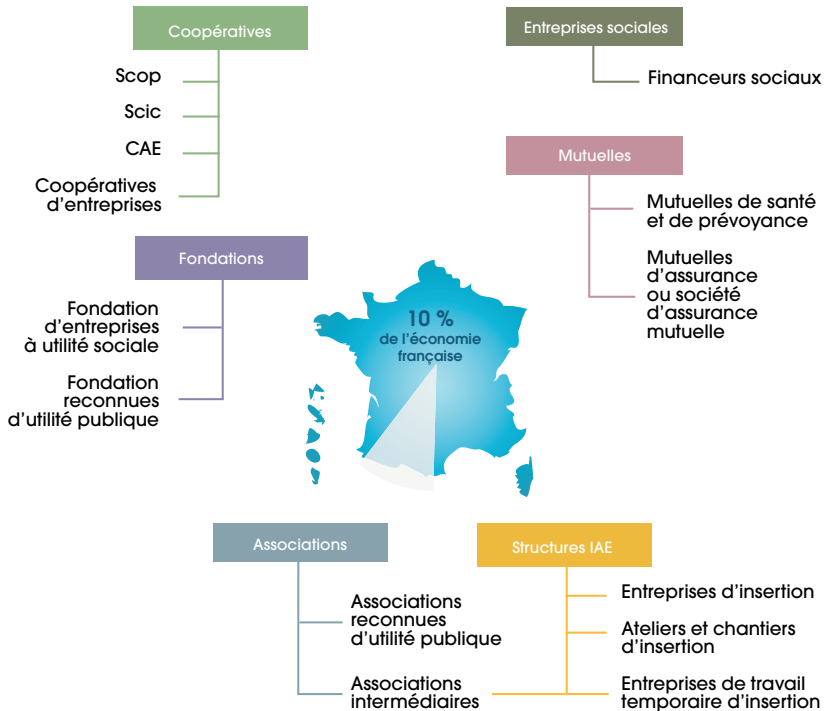 Coopératives
Scop
Scic
CAE
Coopératives
d'entreprises
Entreprises sociales
Financeurs sociaux
Mutuelles
Mutuelles de santé
et de prévoyance
Mutuelles
d'assurance
ou société
d'assurance
mutuelle
Fondations
Fondation
d'entreprises
à utilité sociale
Fondation
reconnues
d'utilité publique
10 %
de l'économie
française
Associations
Associations
reconnues
d'utilité publique
Associations
intermédiaires
Structures IAE
Entreprises d'insertion
Ateliers et chantiers
d'insertion
Entreprises de travail
temporaire d'insertion